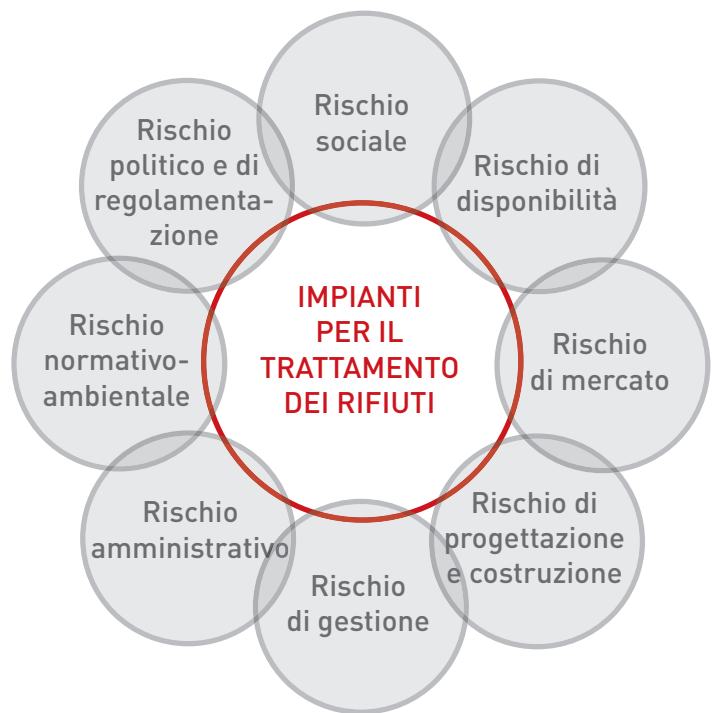 Rischio
sociale
Rischio di
disponibilità
Rischio
di mercato
Rischio di
progettazione
e costruzione
Rischio
di gestione
Rischio
amministrativo
Rischio
normativo-
ambientale
Rischio
politico e di
regolamenta-
zione
IMPIANTI
PER IL
TRATTAMENTO
DEI RIFIUTI